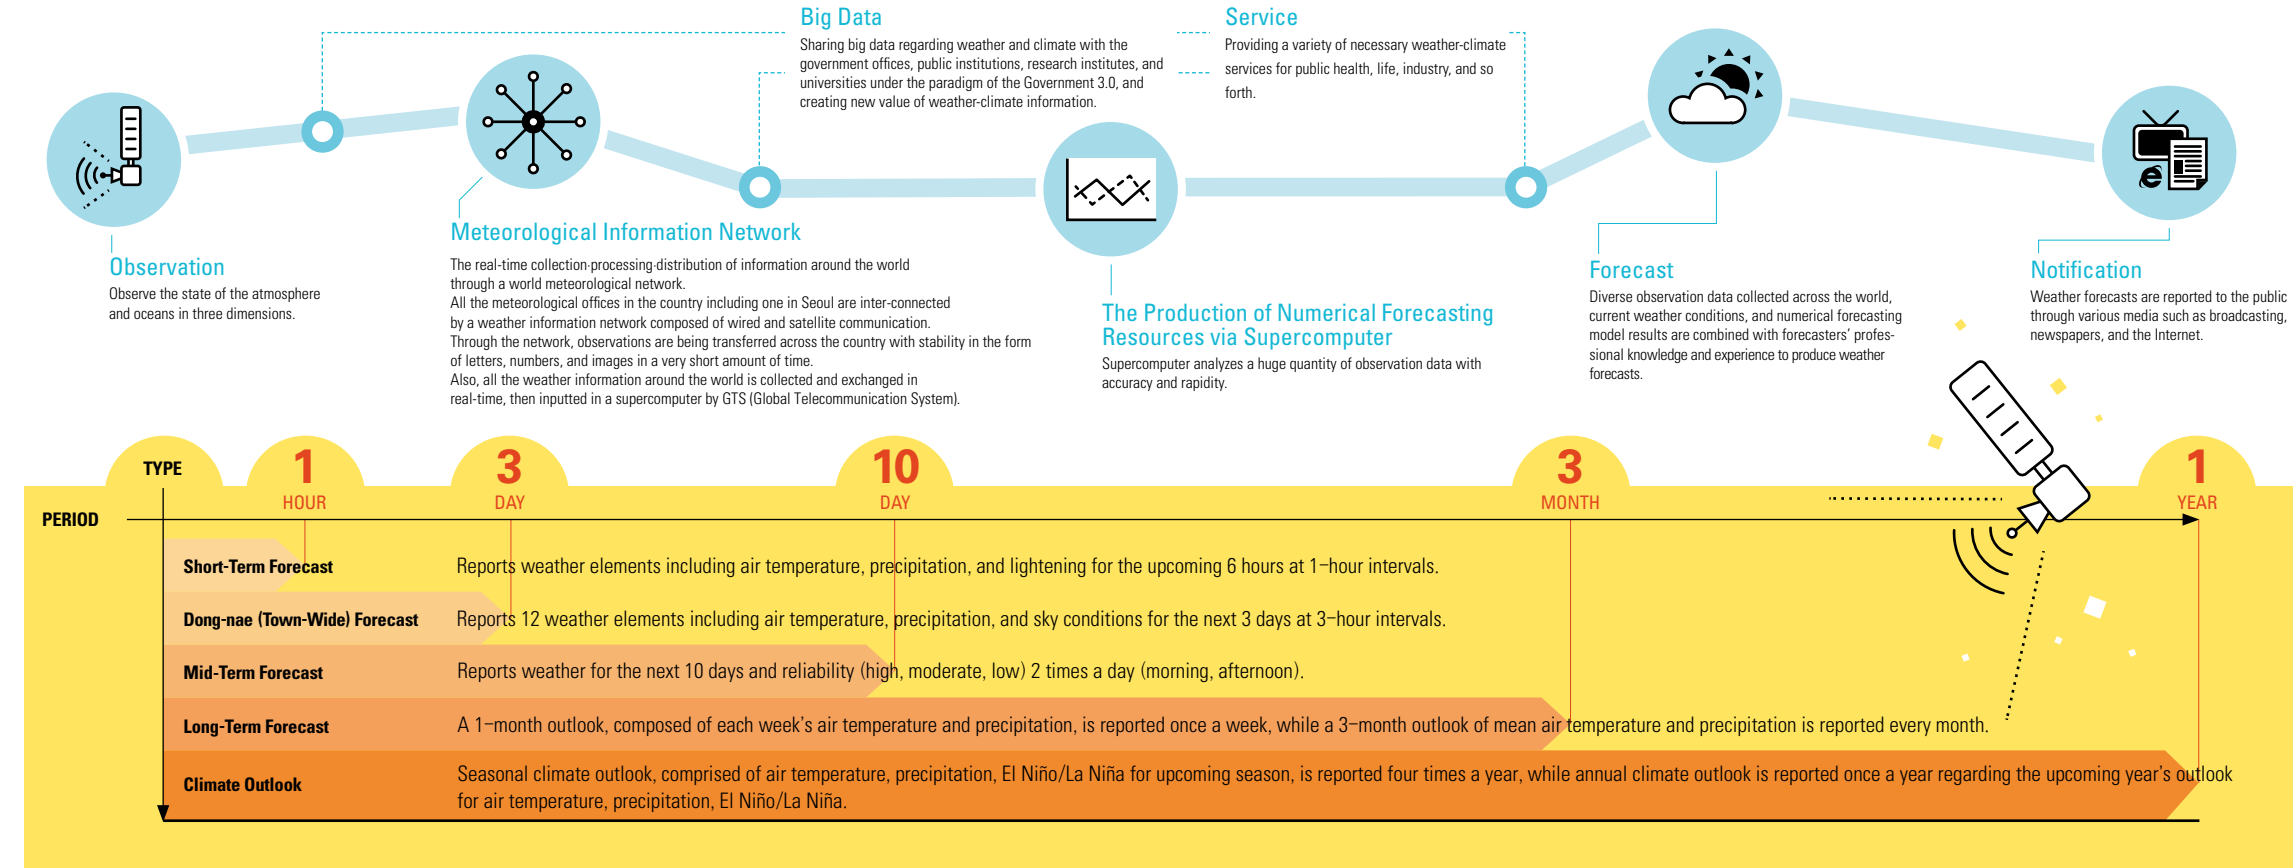 Big Data
Sharing big data regarding weather and climate with the
government offices, public institutions, research institutes, and
universities under the paradigm of the Government 3.0, and
creating new value of weather-climate information.
Service
Providing a variety of necessary weather-climate
services for public health, life, industry, and so
forth.
Observation
Observe the state of the atmosphere
and oceans in three dimensions.
Meteorological Information Network
The real-time collection·processing·distribution of information around the world
through a world meteorological network.
All the meteorological offices in the country including one in Seoul are inter-connected
by a weather information network composed of wired and satellite communication.
Through the network, observations are being transferred across the country with stability in the form
of letters, numbers, and images in a very short amount of time.
Also, all the weather information around the world is collected and exchanged in
real-time, then inputted in a supercomputer by GTS (Global Telecommunication System).
The Production of Numerical Forecasting
Resources via Supercomputer
Supercomputer analyzes a huge quantity of observation data with
accuracy and rapidity.
Forecast
Diverse observation data collected across the world,
current weather conditions, and numerical forecasting
model results are combined with forecasters' profes-
sional knowledge and experience to produce weather
forecasts.
Notification
Weather forecasts are reported to the public
through various media such as broadcasting,
newspapers, and the Internet.
TYPE
PERIOD
1
HOUR
3
DAY
10
DAY
3
MONTH
1
YEAR
Short-Term Forecast
Reports weather elements including air temperature, precipitation, and lightening for the upcoming 6 hours at 1–hour intervals.
Dong-nae (Town-Wide) Forecast
Reports 12 weather elements including air temperature, precipitation, and sky conditions for the next 3 days at 3–hour intervals.
Mid-Term Forecast
Reports weather for the next 10 days and reliability (high, moderate, low) 2 times a day (morning, afternoon).
Long-Term Forecast
A 1–month outlook, composed of each week's air temperature and precipitation, is reported once a week, while a 3–month outlook of mean air temperature and precipitation is reported every month.
Climate Outlook
Seasonal climate outlook, comprised of air temperature, precipitation, El Niño/La Niña for upcoming season, is reported four times a year, while annual climate outlook is reported once a year regarding the upcoming year's outlook
for air temperature, precipitation, El Niño/La Niña.